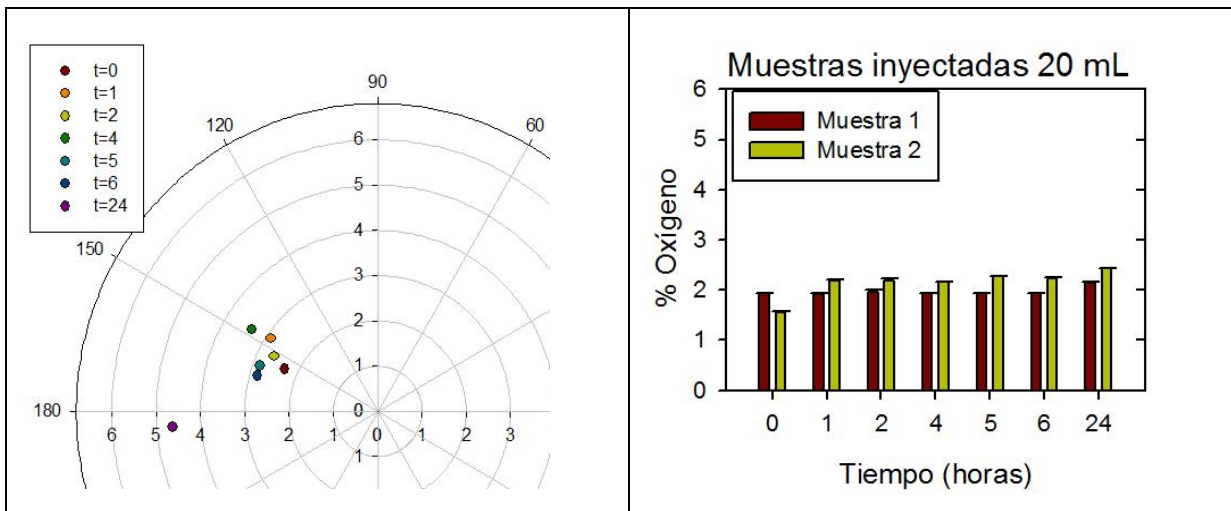 t=0
t=1
t=2
t=4
t=5
t=6
t=24
90
120
60
150
180
6
5
4
3
2
1
0
1
6 5 4 3 2 1 0 1 2 3
Muestras inyectadas 20 mL
Muestra 1
Muestra 2
% Oxígeno
6
5
4
3
2
1
0
0 1 2 4 5 6 24
Tiempo (horas)